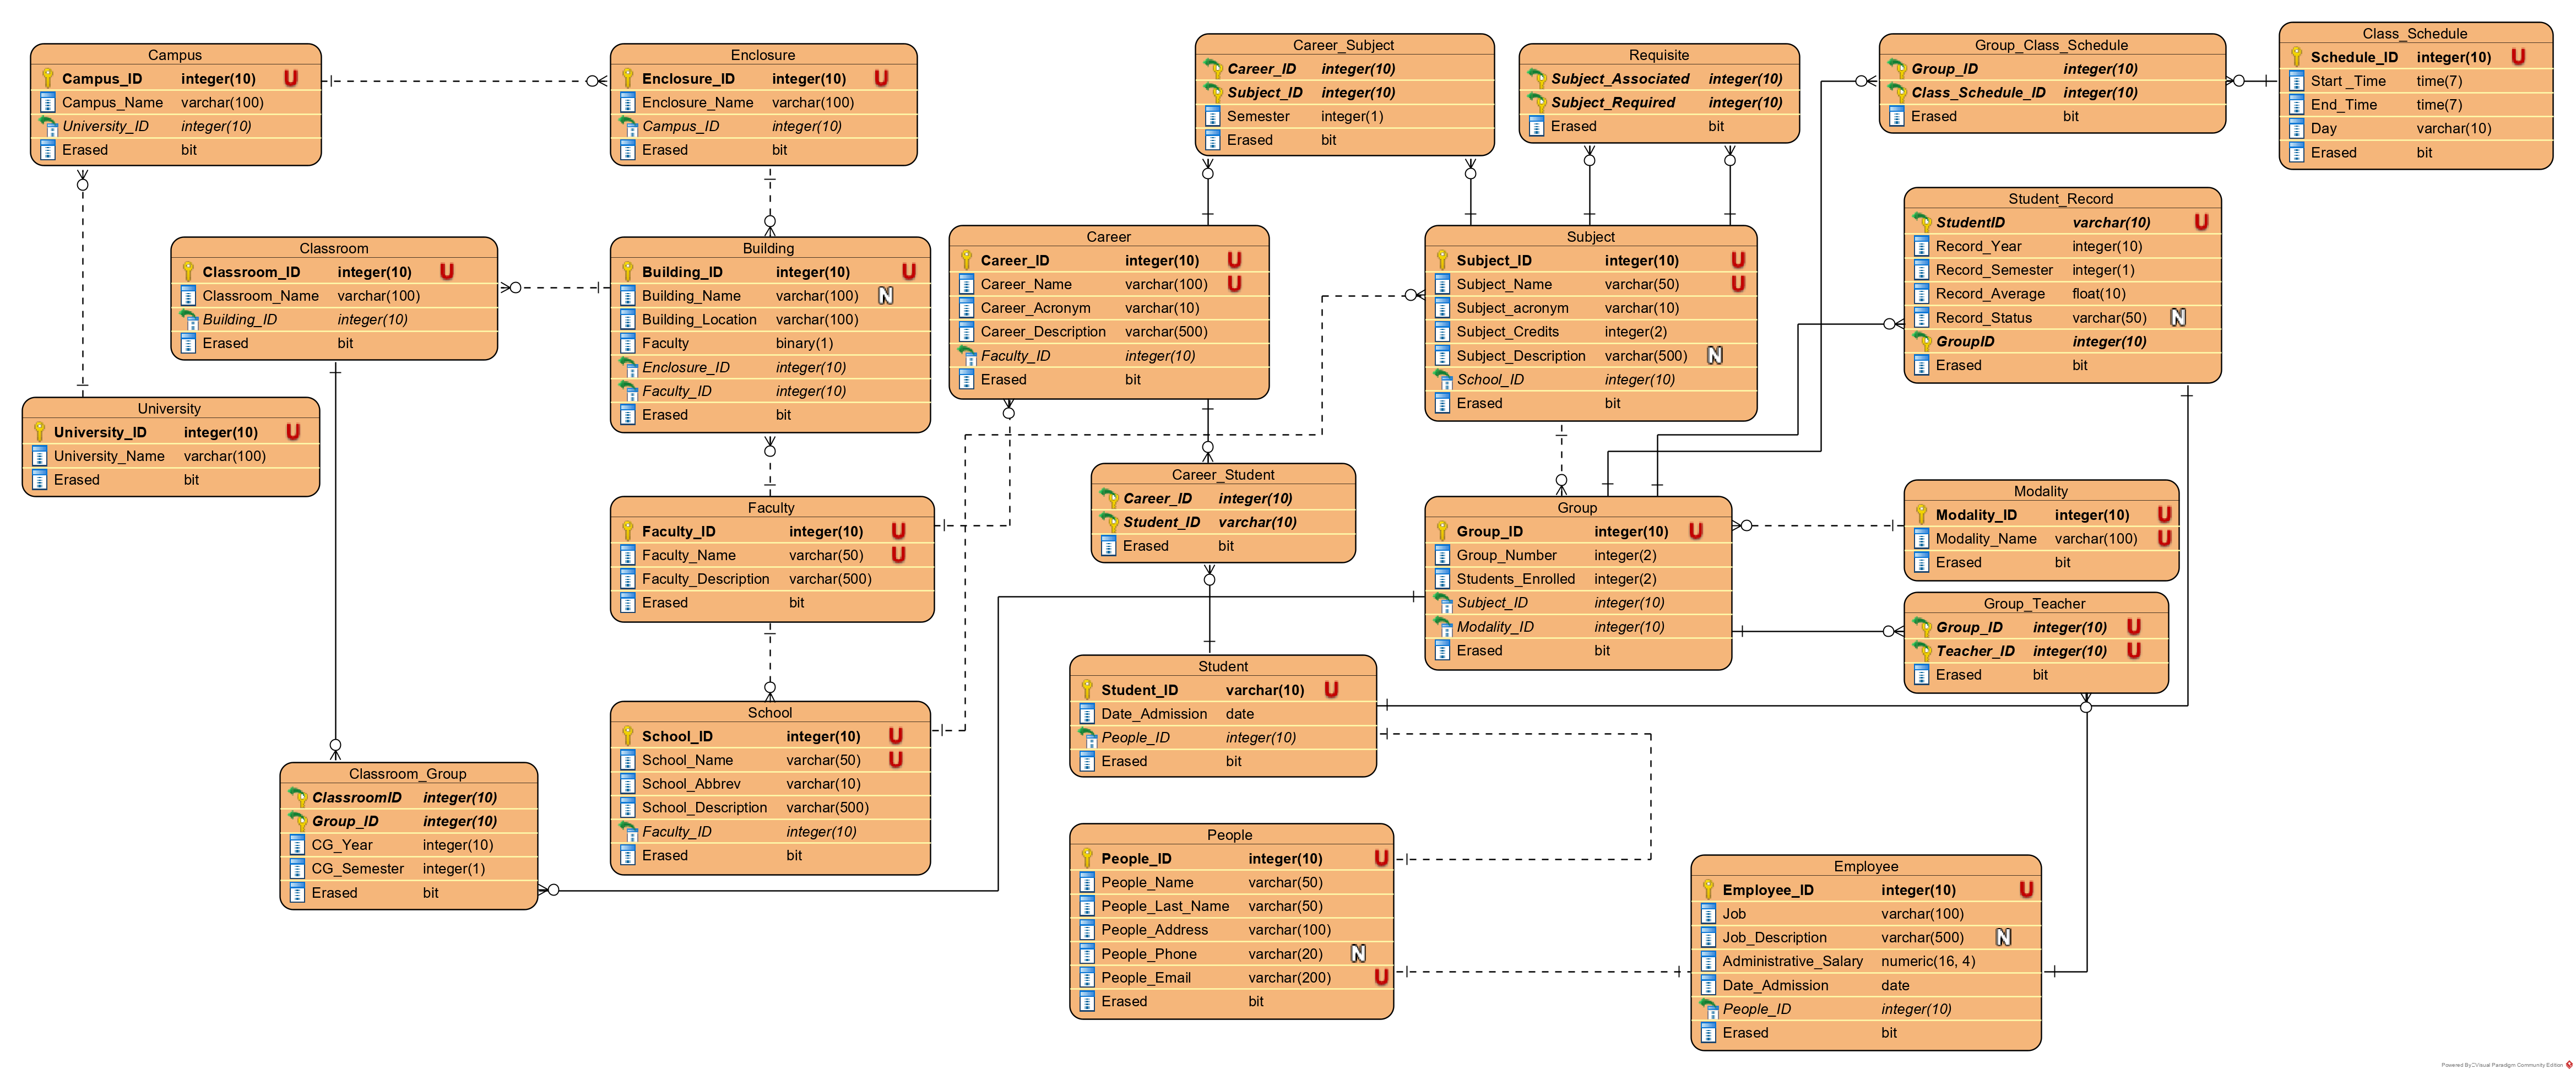 Campus
Campus_ID integer(10) U
Campus_Name varchar(100)
University_ID integer(10)
Erased bit
Enclosure
Enclosure_ID integer(10) U
Enclosure_Name varchar(100)
Campus_ID integer(10)
Erased bit
Career_Subject
Career_ID integer(10)
Subject_ID integer(10)
Semester integer(1)
Erased bit
Requisite
Subject_Associated integer(10)
Subject_Required integer(10)
Erased bit
Group_Class_Schedule
Group_ID integer(10)
Class_Schedule_ID integer(10)
Erased bit
Class_Schedule
Schedule_ID integer(10) U
Start_Time time(7)
End_Time time(7)
Day varchar(10)
Erased bit
Classroom
Classroom_ID integer(10) U
Classroom_Name varchar(100)
Building_ID integer(10)
Erased bit
Building
Building_ID integer(10) U
Building_Name varchar(100) N
Building_Location varchar(100)
Faculty binary(1)
Enclosure_ID integer(10)
Faculty_ID integer(10)
Erased bit
Career
Career_ID integer(10) U
Career_Name varchar(100) U
Career_Acronym varchar(10)
Career_Description varchar(500)
Faculty_ID integer(10)
Erased bit
Subject
Subject_ID integer(10) U
Subject_Name varchar(50) U
Subject_acronym varchar(10)
Subject_Credits integer(2)
Subject_Description varchar(500) N
School_ID integer(10)
Erased bit
Student_Record
StudentID varchar(10) U
Record_Year integer(10)
Record_Semester integer(1)
Record_Average float(10)
Record_Status varchar(50) N
GroupID integer(10)
Erased bit
University
University_ID integer(10) U
University_Name varchar(100)
Erased bit
Faculty
Faculty_ID integer(10) U
Faculty_Name varchar(50) U
Faculty_Description varchar(500)
Erased bit
Career_Student
Career_ID integer(10)
Student_ID varchar(10)
Erased bit
Group
Group_ID integer(10) U
Group_Number integer(2)
Students_Enrolled integer(2)
Subject_ID integer(10)
Modality_ID integer(10)
Erased bit
Modality
Modality_ID integer(10) U
Modality_Name varchar(100) U
Erased bit
Group_Teacher
Group_ID integer(10) U
Teacher_ID integer(10) U
Erased bit
School
School_ID integer(10) U
School_Name varchar(50) U
School_Abbrev varchar(10)
School_Description varchar(500)
Faculty_ID integer(10)
Erased bit
Student
Student_ID varchar(10) U
Date_Admission date
People_ID integer(10)
Erased bit
Classroom_Group
ClassroomID integer(10)
Group_ID integer(10)
CG_Year integer(10)
CG_Semester integer(1)
Erased bit
People
People_ID integer(10) U
People_Name varchar(50)
People_Last_Name varchar(50)
People_Address varchar(100)
People_Phone varchar(20) N
People_Email varchar(200) U
Erased bit
Employee
Employee_ID integer(10) U
Job varchar(100)
Job_Description varchar(500) N
Administrative_Salary numeric(16, 4)
Date_Admission date
People_ID integer(10)
Erased bit
Powered By Visual Paradigm Community Edition